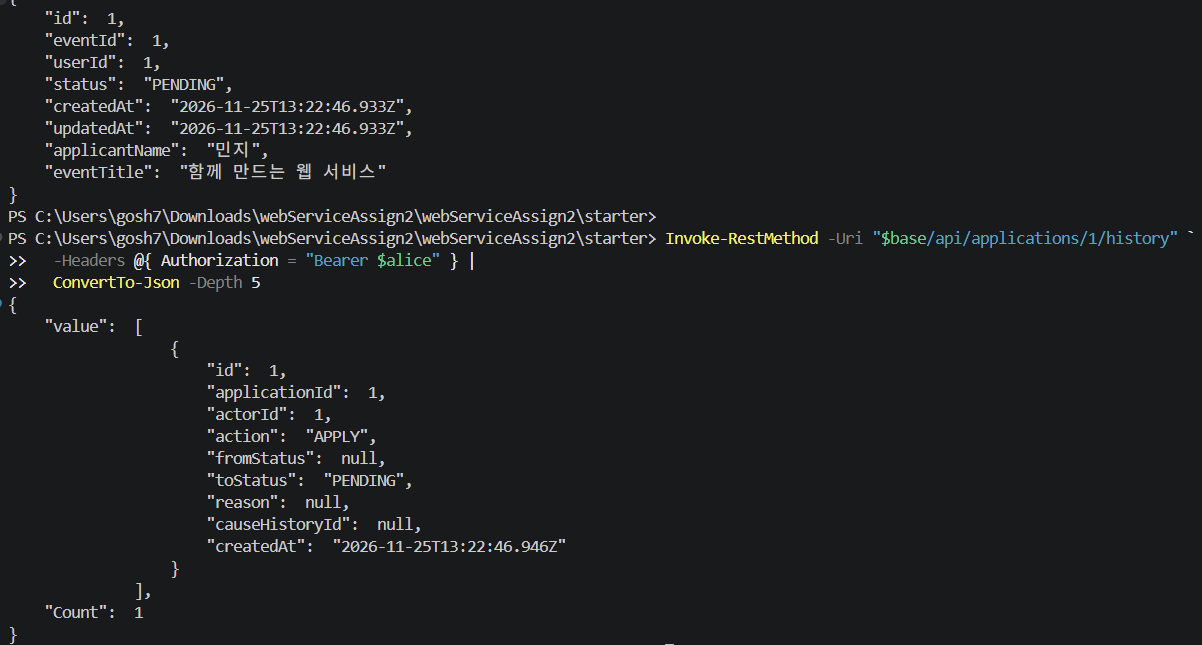 {
    "id":  1,
    "eventId":  1,
    "userId":  1,
    "status":  "PENDING",
    "createdAt":  "2026-11-25T13:22:46.933Z",
    "updatedAt":  "2026-11-25T13:22:46.933Z",
    "applicantName":  "민지",
    "eventTitle":  "함께 만드는 웹 서비스"
}
PS C:\Users\gosh7\Downloads\webServiceAssign2\webServiceAssign2\starter>
PS C:\Users\gosh7\Downloads\webServiceAssign2\webServiceAssign2\starter> Invoke-RestMethod -Uri "$base/api/applications/1/history" `
>>   -Headers @{ Authorization = "Bearer $alice" } |
>>   ConvertTo-Json -Depth 5
{
    "value":  [
                  {
                      "id":  1,
                      "applicationId":  1,
                      "actorId":  1,
                      "action":  "APPLY",
                      "fromStatus":  null,
                      "toStatus":  "PENDING",
                      "reason":  null,
                      "causeHistoryId":  null,
                      "createdAt":  "2026-11-25T13:22:46.946Z"
                  }
              ],
    "Count":  1
}